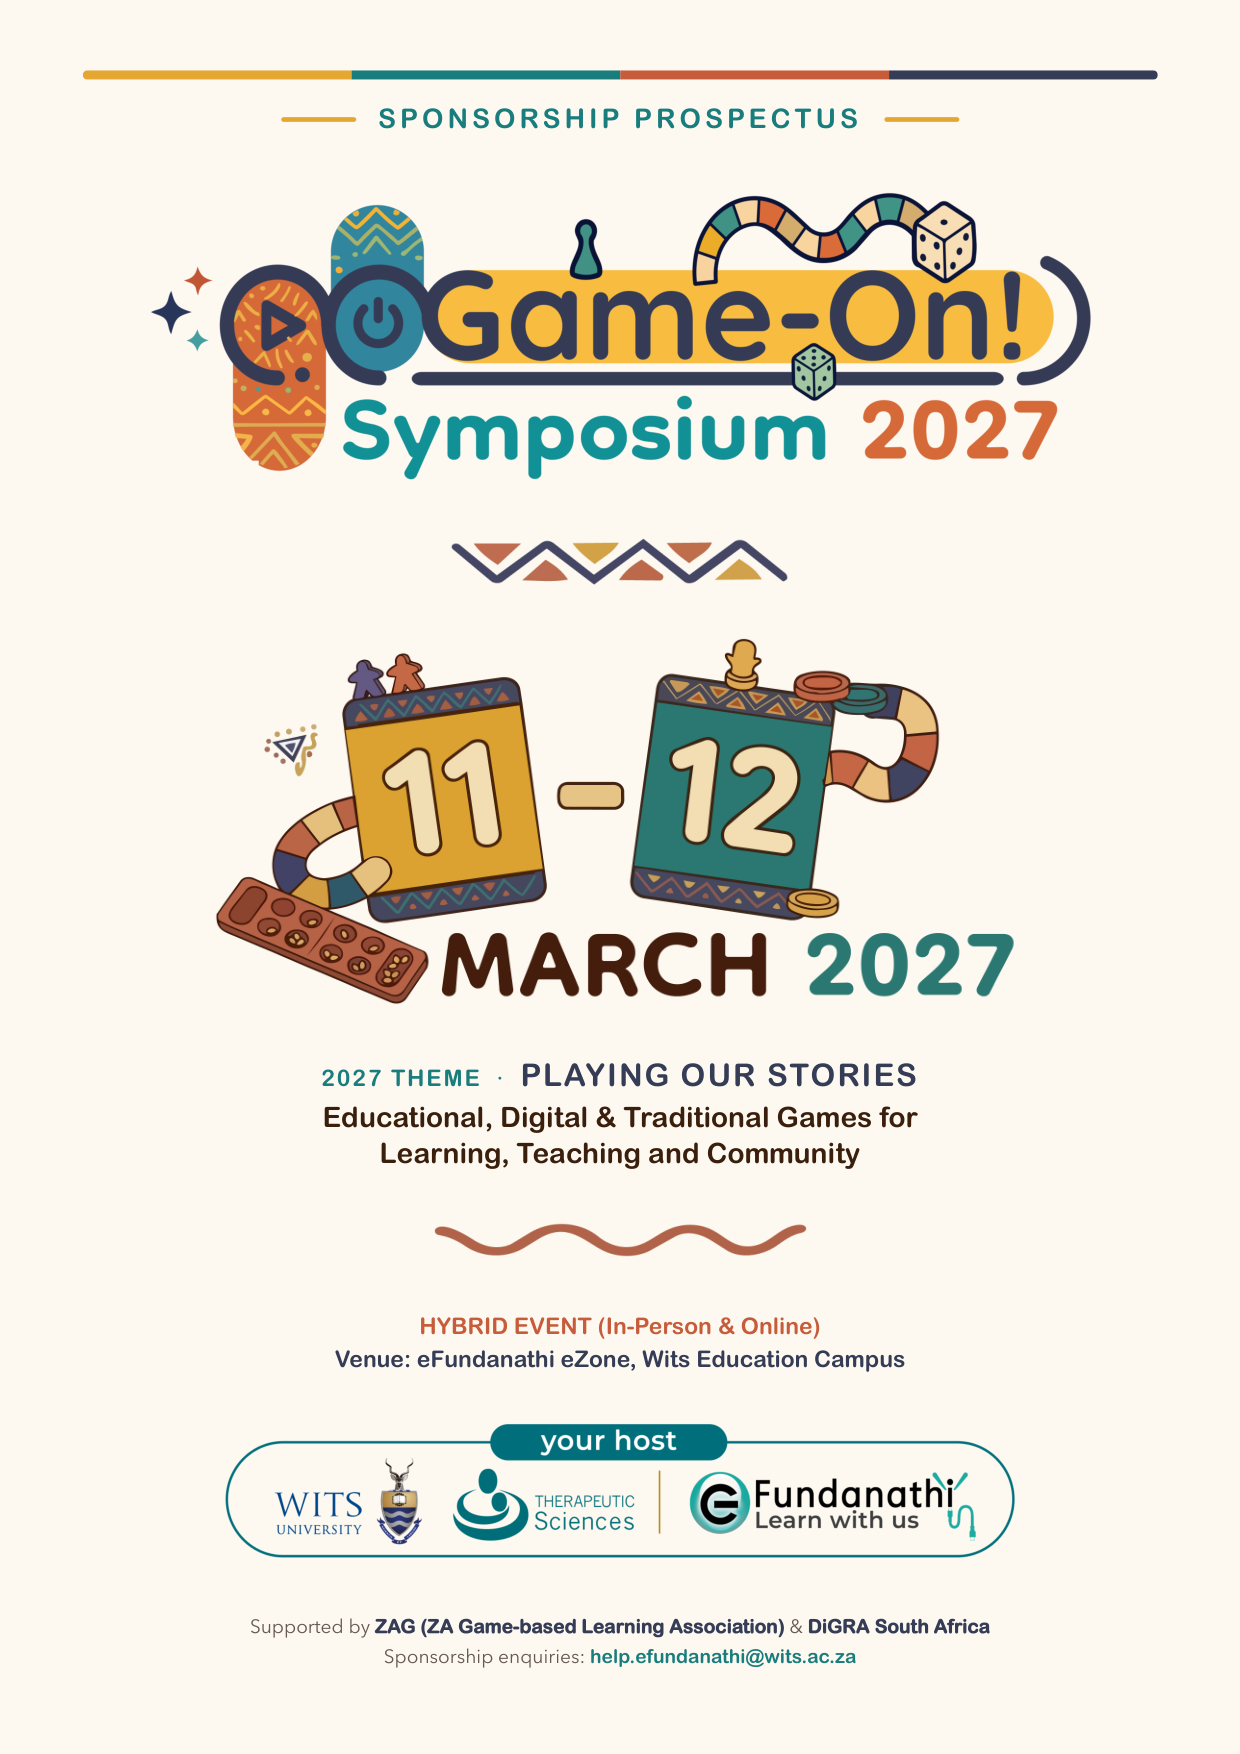 SPONSORSHIP PROSPECTUS
Game-On!
Symposium 2027
11 – 12
MARCH 2027
2027 THEME · PLAYING OUR STORIES
Educational, Digital & Traditional Games for
Learning, Teaching and Community
HYBRID EVENT (In-Person & Online)
Venue: eFundanathi eZone, Wits Education Campus
your host
WITS
UNIVERSITY
THERAPEUTIC
Sciences
eFundanathi
Learn with us
Supported by ZAG (ZA Game-based Learning Association) & DiGRA South Africa
Sponsorship enquiries: help.efundanathi@wits.ac.za